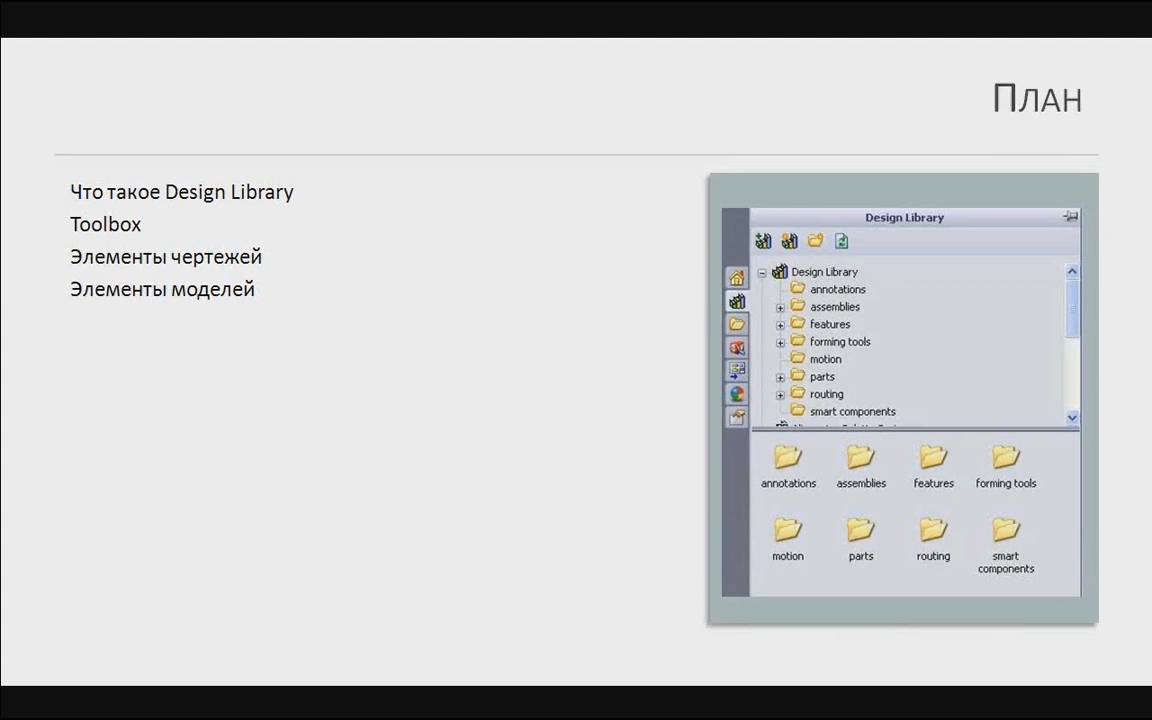 План
Что такое Design Library
Toolbox
Элементы чертежей
Элементы моделей
Design Library
Design Library
annotations
assemblies
features
forming tools
motion
parts
routing
smart components
annotations assemblies features forming tools
motion parts routing smart
components